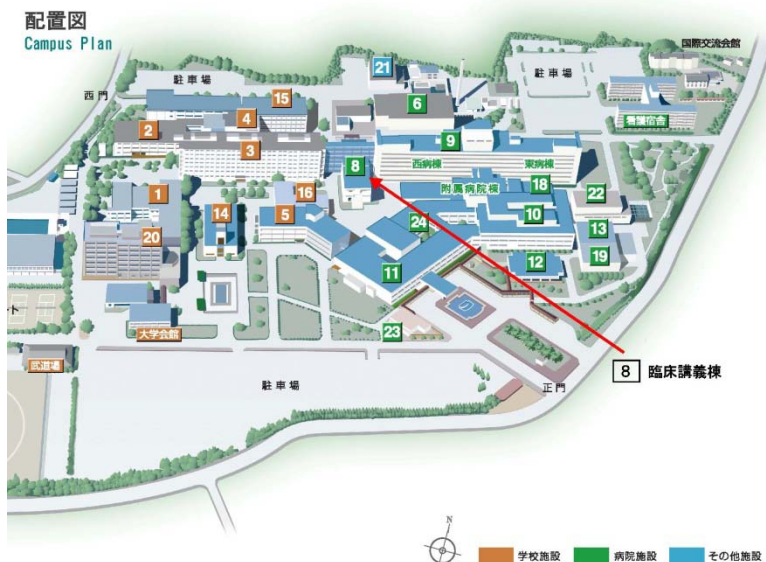 配置図
Campus Plan
国際交流会館
駐車場
駐車場
西門
21
15
6
看護宿舎
4
2
3
9
西病棟
東病棟
8
附属病院棟
18
22
1
16
14
5
24
10
13
20
11
12
19
大学会館
23
武道場
8 臨床講義棟
駐車場
正門
N
学校施設
病院施設
その他施設